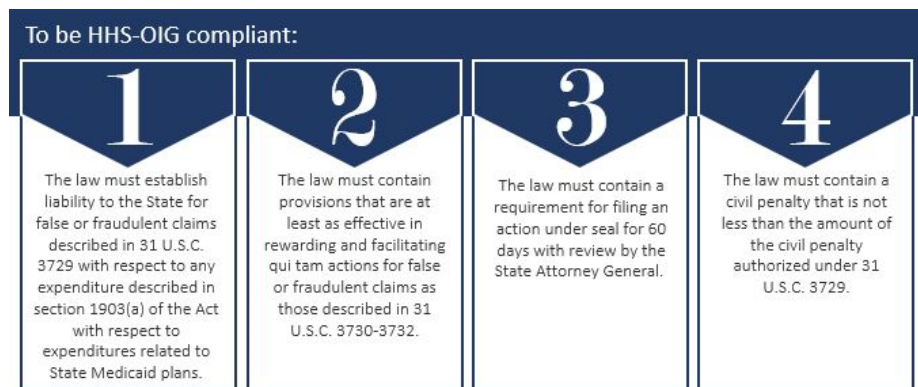 To be HHS-OIG compliant:
1
The law must establish
liability to the State for
false or fraudulent claims
described in 31 U.S.C.
3729 with respect to any
expenditure described in
section 1903(a) of the Act
with respect to
expenditures related to
State Medicaid plans.
2
The law must contain
provisions that are at
least as effective in
rewarding and facilitating
qui tam actions for false
or fraudulent claims as
those described in 31
U.S.C. 3730-3732.
3
The law must contain a
requirement for filing an
action under seal for 60
days with review by the
State Attorney General.
4
The law must contain a
civil penalty that is not
less than the amount of
the civil penalty
authorized under 31
U.S.C. 3729.